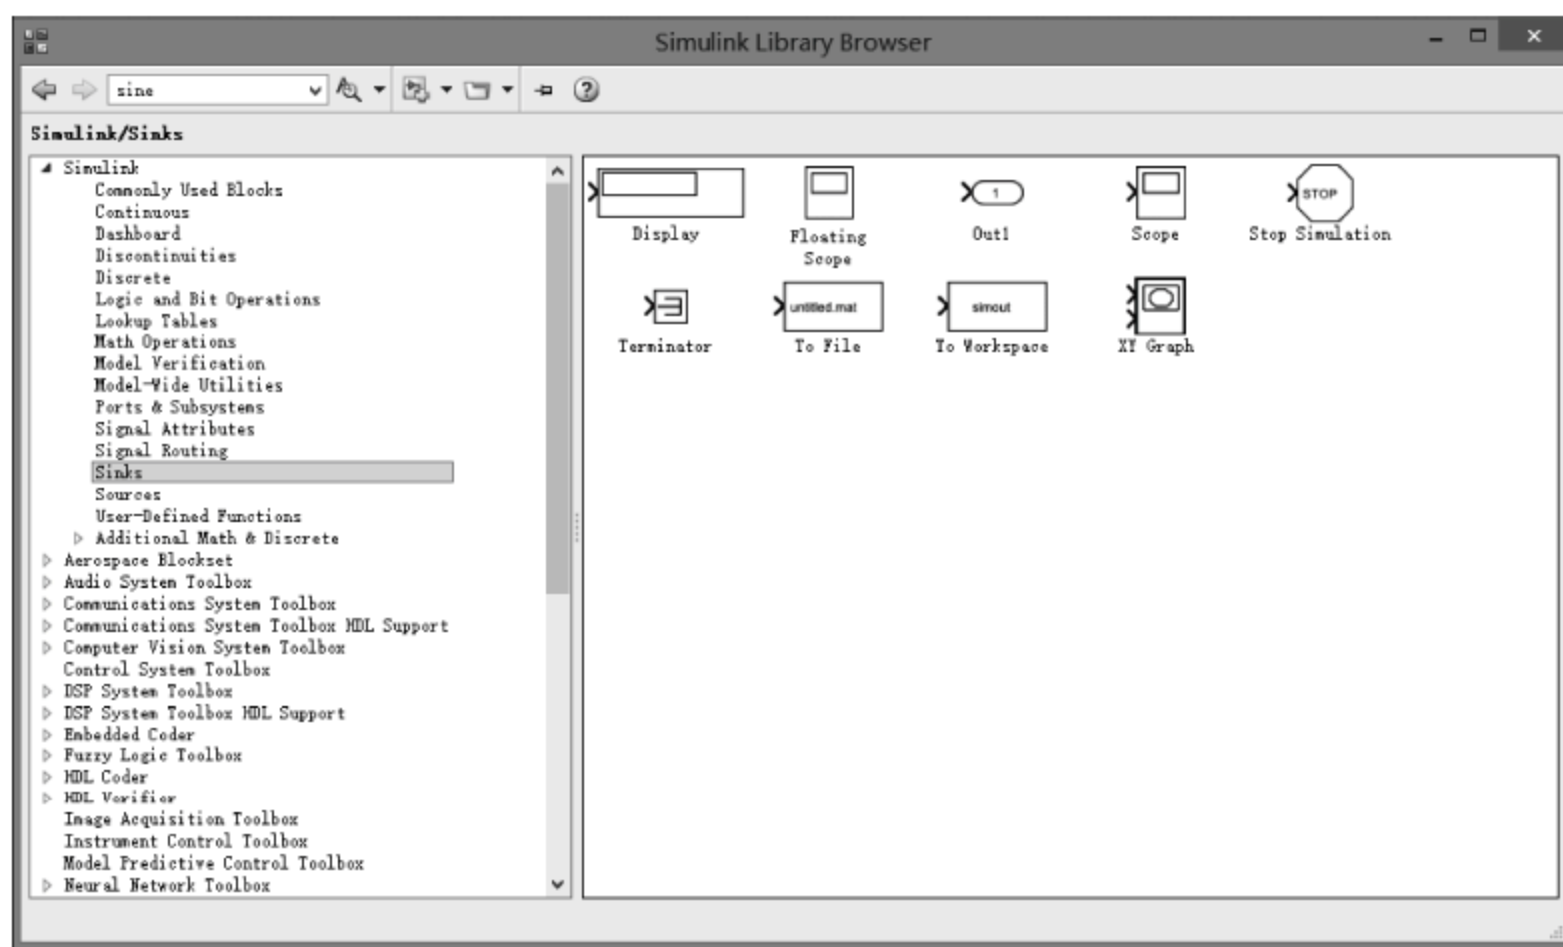 Simulink Library Browser
sine
Simulink/Sinks
Simulink
Commonly Used Blocks
Continuous
Dashboard
Discontinuities
Discrete
Logic and Bit Operations
Lookup Tables
Math Operations
Model Verification
Model-Wide Utilities
Ports & Subsystems
Signal Attributes
Signal Routing
Sinks
Sources
User-Defined Functions
Additional Math & Discrete
Aerospace Blockset
Audio System Toolbox
Communications System Toolbox
Communications System Toolbox HDL Support
Computer Vision System Toolbox
Control System Toolbox
DSP System Toolbox
DSP System Toolbox HDL Support
Embedded Coder
Fuzzy Logic Toolbox
HDL Coder
HDL Verifier
Image Acquisition Toolbox
Instrument Control Toolbox
Model Predictive Control Toolbox
Neural Network Toolbox
1
STOP
Display
Floating
Scope
Out1
Scope
Stop Simulation
untitled.mat
simout
Terminator
To File
To Workspace
XY Graph